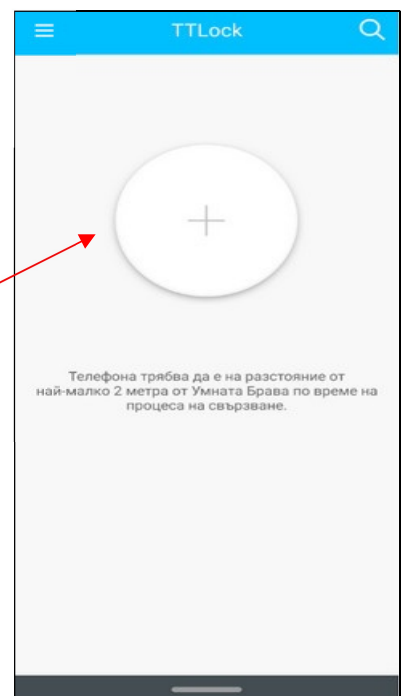 TTLock
Телефона трябва да е на разстояние от
най-малко 2 метра от Умната Брава по време на
процеса на свързване.